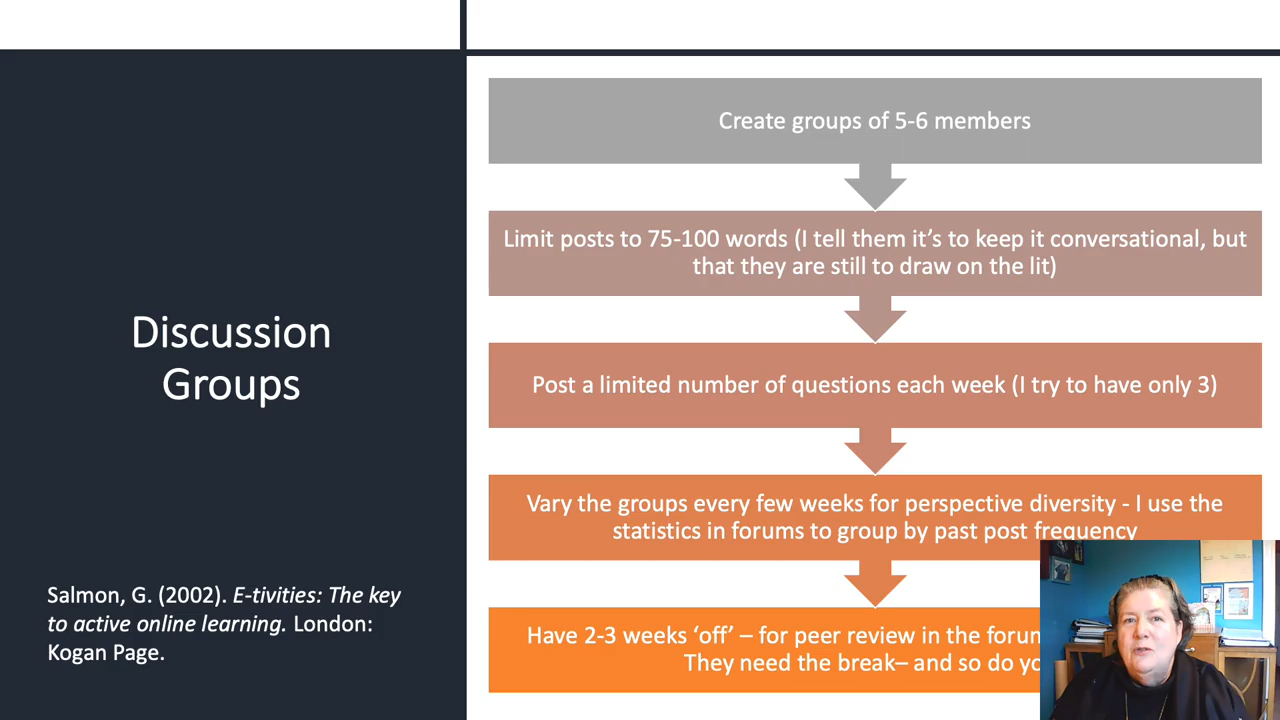 Discussion
Groups
Salmon, G. (2002). E-tivities: The key
to active online learning. London:
Kogan Page.
Create groups of 5-6 members
Limit posts to 75-100 words (I tell them it’s to keep it conversational, but
that they are still to draw on the lit)
Post a limited number of questions each week (I try to have only 3)
Vary the groups every few weeks for perspective diversity - I use the
statistics in forums to group by past post frequency
Have 2-3 weeks ‘off’ – for peer review in the
They need the break– and so do